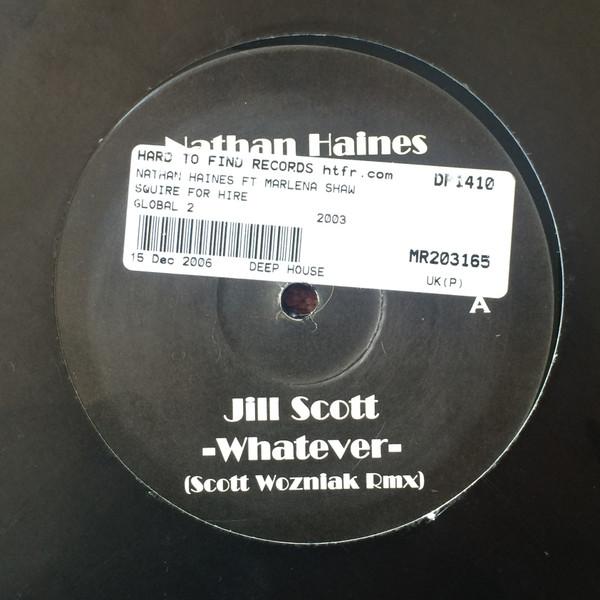 Nathan Haines
HARD TO FIND RECORDS htfr.com
DP1410
NATHAN HAINES FT MARLENA SHAW
SQUIRE FOR HIRE
GLOBAL 2
2003
MR203165
15 Dec 2006 DEEP HOUSE
UK(P)
A
Jill Scott
-Whatever-
(Scott Wozniak Rmx)